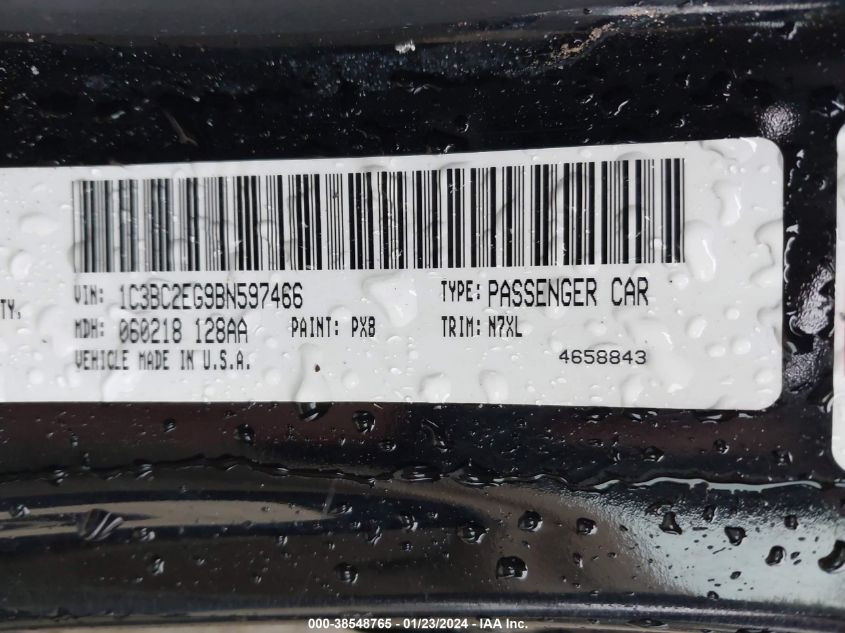 VIN: 1C3BC2EG9BN597466 TYPE: PASSENGER CAR
TY,
MDH: 060218 128AA PAINT: PX8 TRIM: N7XL
VEHICLE MADE IN U.S.A. 4658843
000-38548765 - 01/23/2024 - IAA Inc.